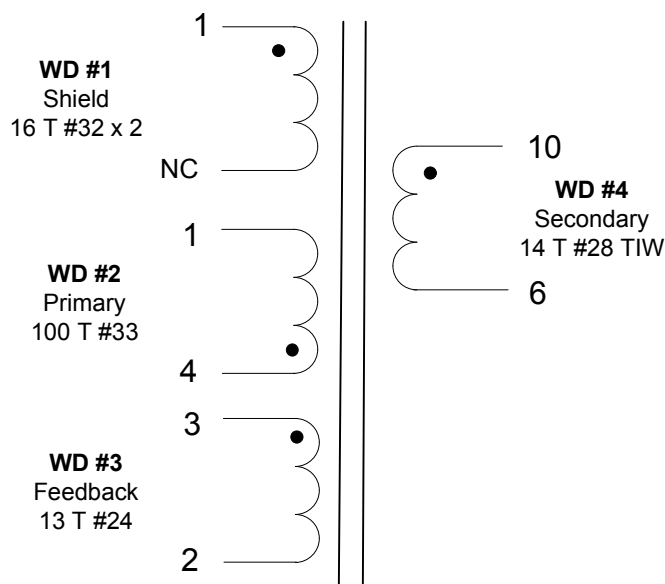 1
WD #1
Shield
16 T #32 x 2
NC
10
WD #4
Secondary
14 T #28 TIW
6
1
WD #2
Primary
100 T #33
4
3
WD #3
Feedback
13 T #24
2